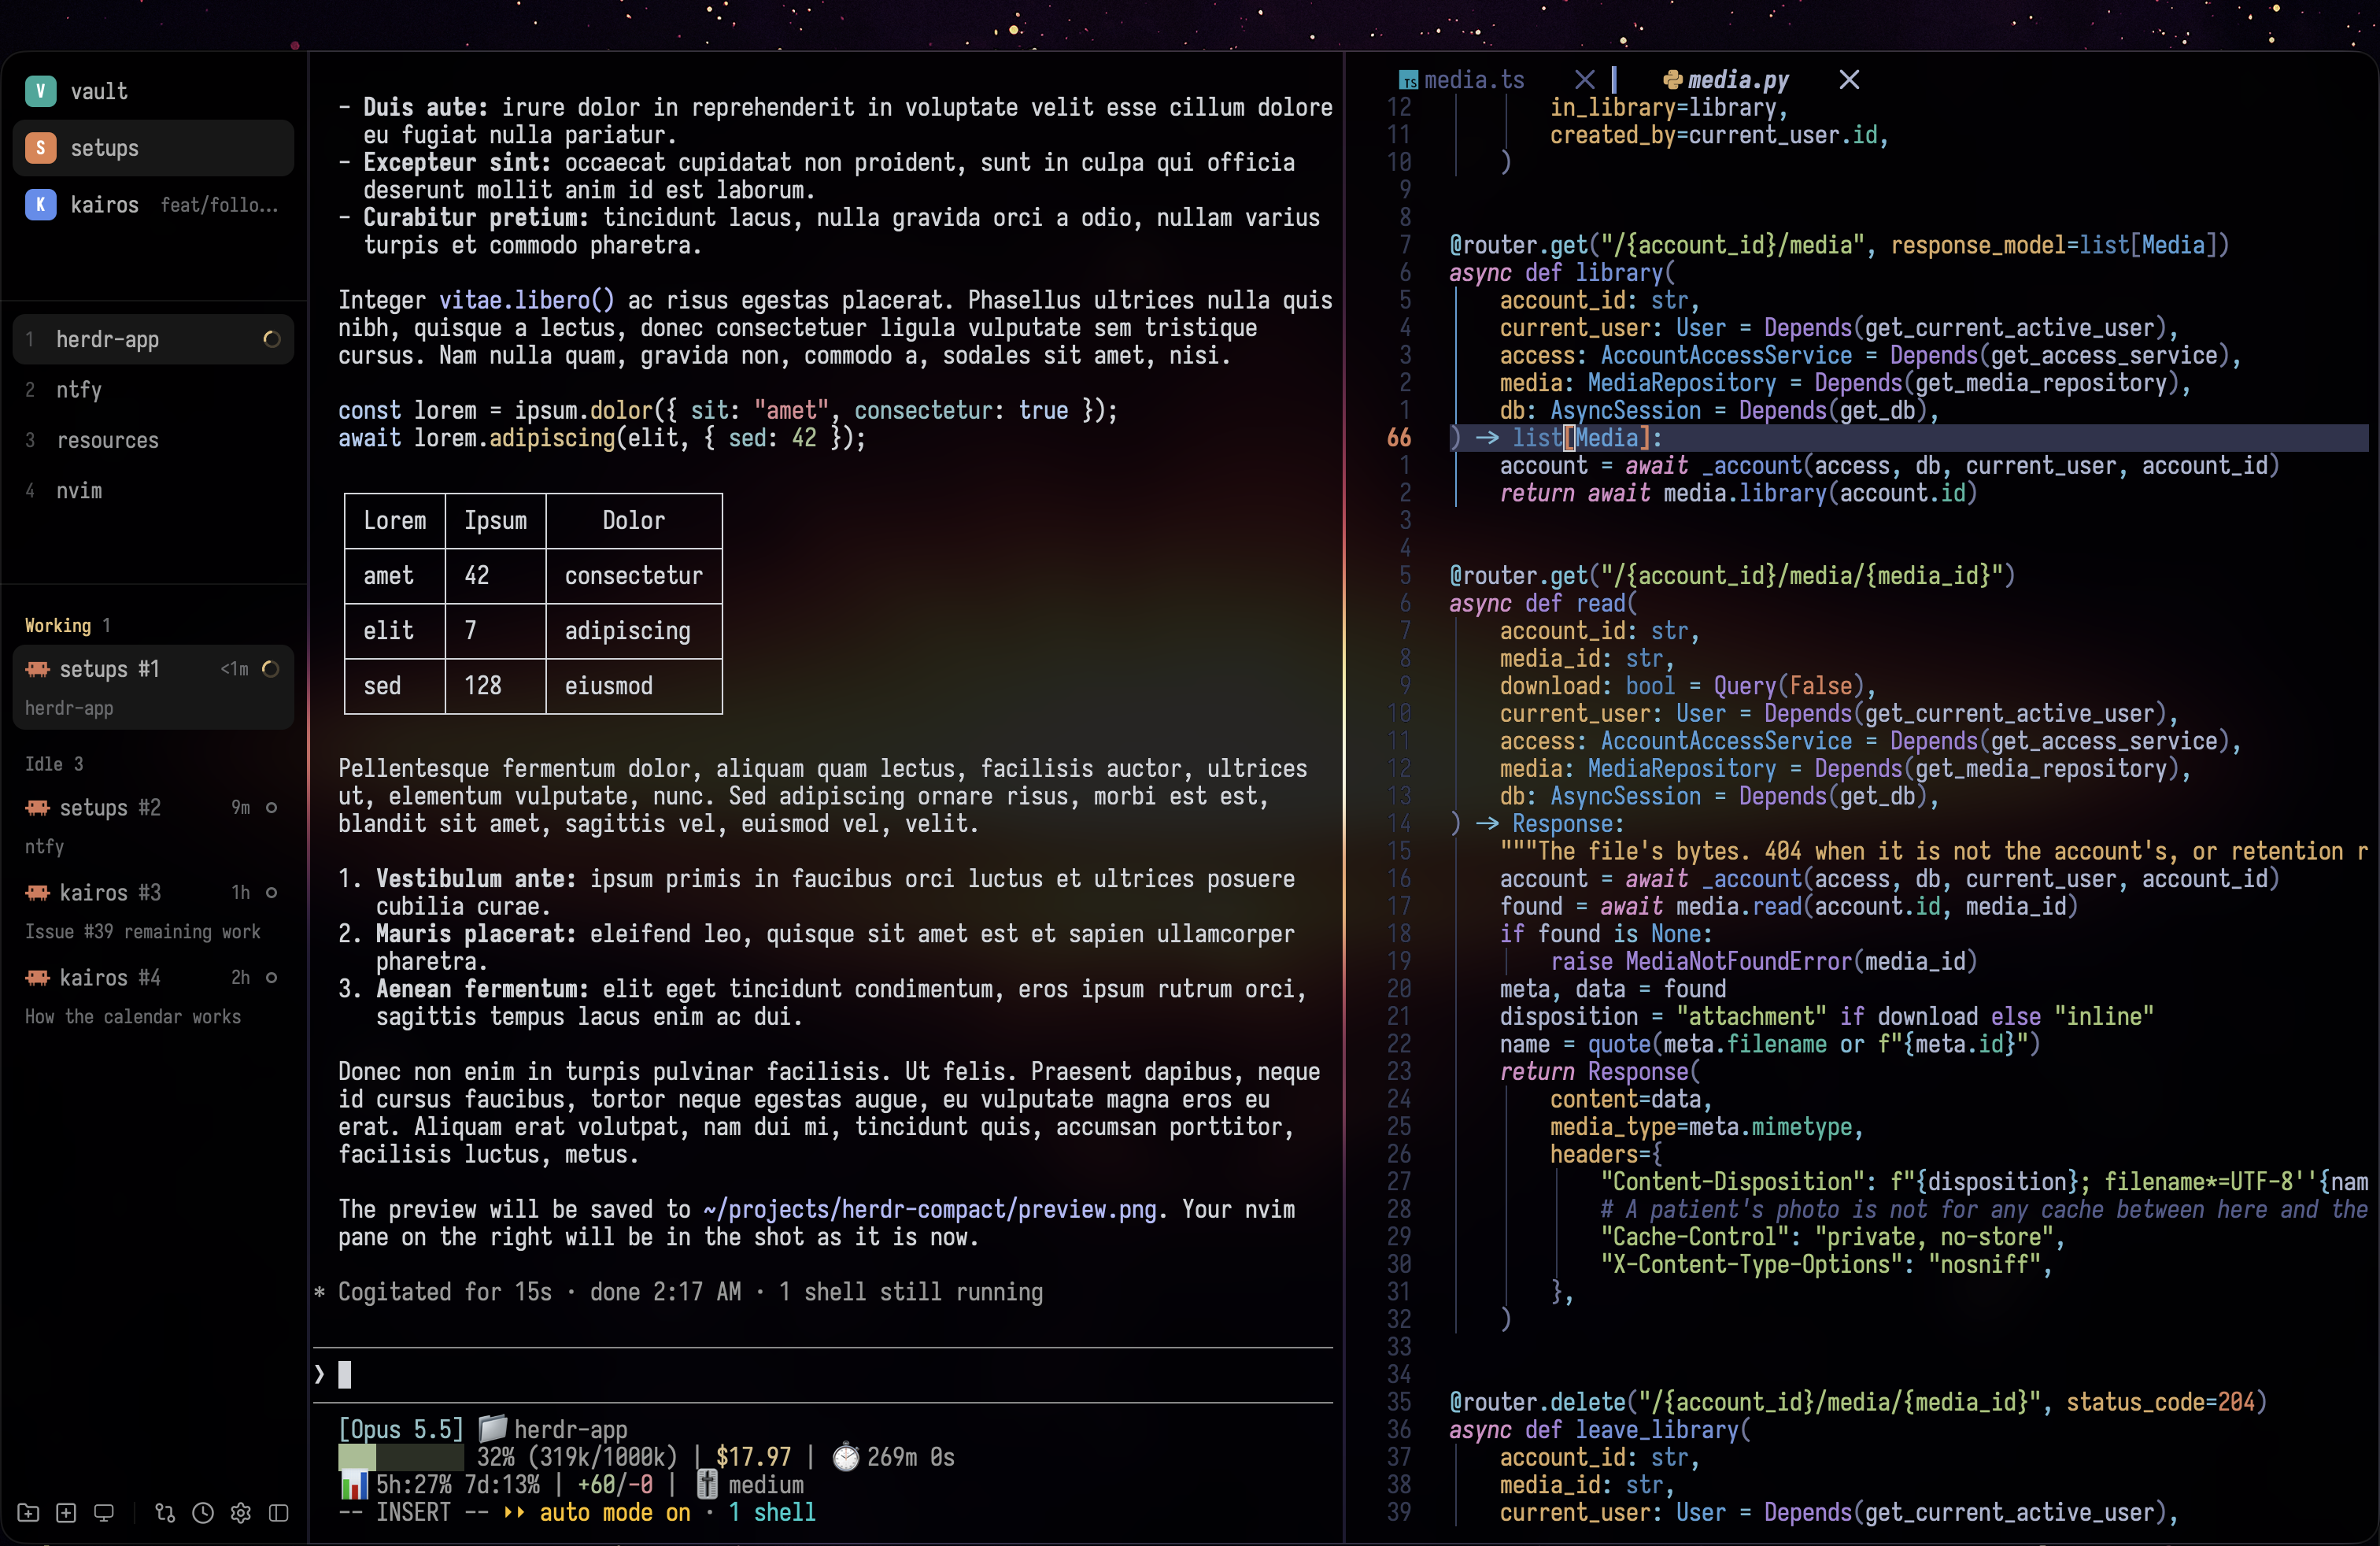 V vault
S setups
K kairos feat/follo...
1 herdr-app
2 ntfy
3 resources
4 nvim
Working 1
setups #1 <1m
herdr-app
Idle 3
setups #2 9m
ntfy
kairos #3 1h
Issue #39 remaining work
kairos #4 2h
How the calendar works
- Duis aute: irure dolor in reprehenderit in voluptate velit esse cillum dolore
eu fugiat nulla pariatur.
- Excepteur sint: occaecat cupidatat non proident, sunt in culpa qui officia
deserunt mollit anim id est laborum.
- Curabitur pretium: tincidunt lacus, nulla gravida orci a odio, nullam varius
turpis et commodo pharetra.
Integer vitae.libero() ac risus egestas placerat. Phasellus ultrices nulla quis
nibh, quisque a lectus, donec consectetuer ligula vulputate sem tristique
cursus. Nam nulla quam, gravida non, commodo a, sodales sit amet, nisi.
const lorem = ipsum.dolor({ sit: "amet", consectetur: true });
await lorem.adipiscing(elit, { sed: 42 });
Lorem Ipsum Dolor
amet 42 consectetur
elit 7 adipiscing
sed 128 eiusmod
Pellentesque fermentum dolor, aliquam quam lectus, facilisis auctor, ultrices
ut, elementum vulputate, nunc. Sed adipiscing ornare risus, morbi est est,
blandit sit amet, sagittis vel, euismod vel, velit.
1. Vestibulum ante: ipsum primis in faucibus orci luctus et ultrices posuere
cubilia curae.
2. Mauris placerat: eleifend leo, quisque sit amet est et sapien ullamcorper
pharetra.
3. Aenean fermentum: elit eget tincidunt condimentum, eros ipsum rutrum orci,
sagittis tempus lacus enim ac dui.
Donec non enim in turpis pulvinar facilisis. Ut felis. Praesent dapibus, neque
id cursus faucibus, tortor neque egestas augue, eu vulputate magna eros eu
erat. Aliquam erat volutpat, nam dui mi, tincidunt quis, accumsan porttitor,
facilisis luctus, metus.
The preview will be saved to ~/projects/herdr-compact/preview.png. Your nvim
pane on the right will be in the shot as it is now.
* Cogitated for 15s · done 2:17 AM · 1 shell still running
❯
[Opus 5.5] herdr-app
32% (319k/1000k) | $17.97 | 269m 0s
5h:27% 7d:13% | +60/-0 | medium
-- INSERT -- ⏵⏵ auto mode on · 1 shell
TS media.ts media.py
12 in_library=library,
11 created_by=current_user.id,
10 )
9
8
7 @router.get("/{account_id}/media", response_model=list[Media])
6 async def library(
5 account_id: str,
4 current_user: User = Depends(get_current_active_user),
3 access: AccountAccessService = Depends(get_access_service),
2 media: MediaRepository = Depends(get_media_repository),
1 db: AsyncSession = Depends(get_db),
66 ) -> list[Media]:
1 account = await _account(access, db, current_user, account_id)
2 return await media.library(account.id)
3
4
5 @router.get("/{account_id}/media/{media_id}")
6 async def read(
7 account_id: str,
8 media_id: str,
9 download: bool = Query(False),
10 current_user: User = Depends(get_current_active_user),
11 access: AccountAccessService = Depends(get_access_service),
12 media: MediaRepository = Depends(get_media_repository),
13 db: AsyncSession = Depends(get_db),
14 ) -> Response:
15 """The file's bytes. 404 when it is not the account's, or retention r
16 account = await _account(access, db, current_user, account_id)
17 found = await media.read(account.id, media_id)
18 if found is None:
19 raise MediaNotFoundError(media_id)
20 meta, data = found
21 disposition = "attachment" if download else "inline"
22 name = quote(meta.filename or f"{meta.id}")
23 return Response(
24 content=data,
25 media_type=meta.mimetype,
26 headers={
27 "Content-Disposition": f"{disposition}; filename*=UTF-8''{nam
28 # A patient's photo is not for any cache between here and the
29 "Cache-Control": "private, no-store",
30 "X-Content-Type-Options": "nosniff",
31 },
32 )
33
34
35 @router.delete("/{account_id}/media/{media_id}", status_code=204)
36 async def leave_library(
37 account_id: str,
38 media_id: str,
39 current_user: User = Depends(get_current_active_user),